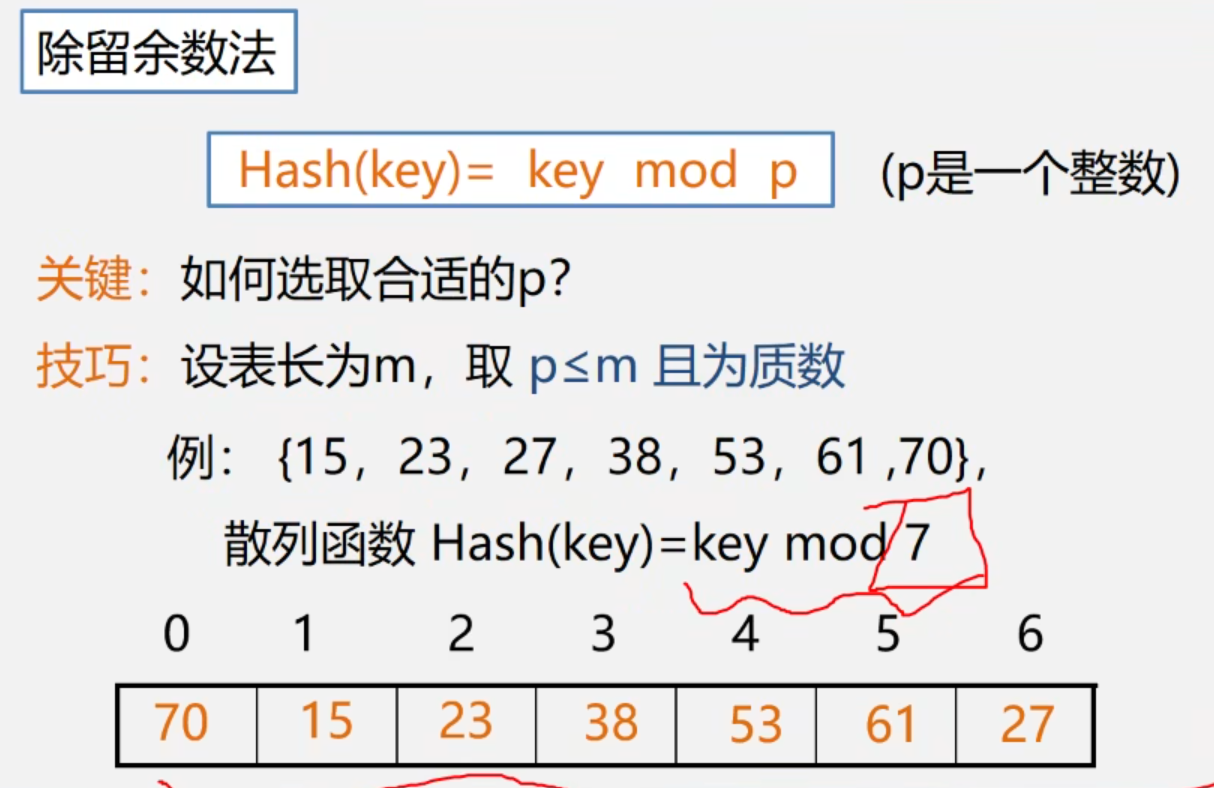 除留余数法
Hash(key)= key mod p (p是一个整数)
关键：如何选取合适的p？
技巧：设表长为m，取 p≤m 且为质数
例： {15，23，27，38，53，61 ,70}，
散列函数 Hash(key)=key mod 7
0 1 2 3 4 5 6
70 15 23 38 53 61 27